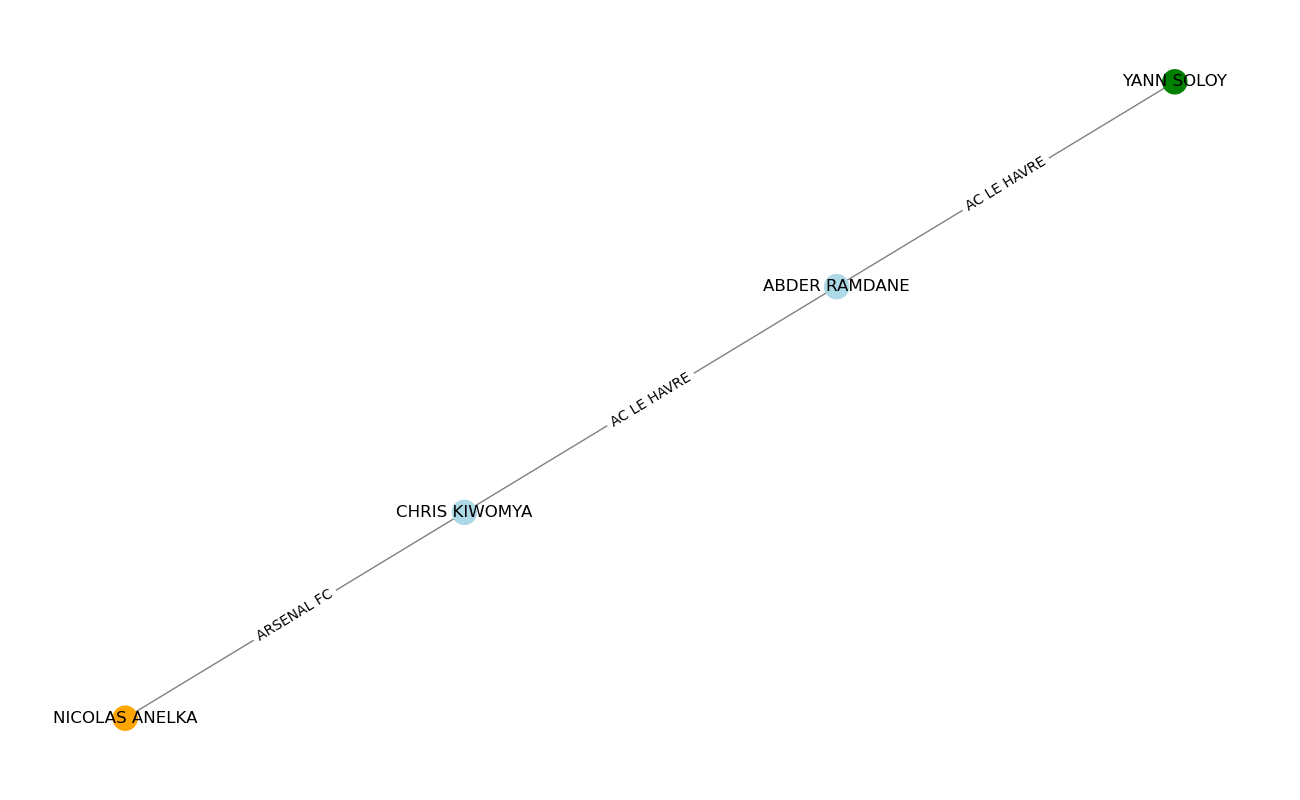 YANN SOLOY
AC LE HAVRE
ABDER RAMDANE
AC LE HAVRE
CHRIS KIWOMYA
ARSENAL FC
NICOLAS ANELKA